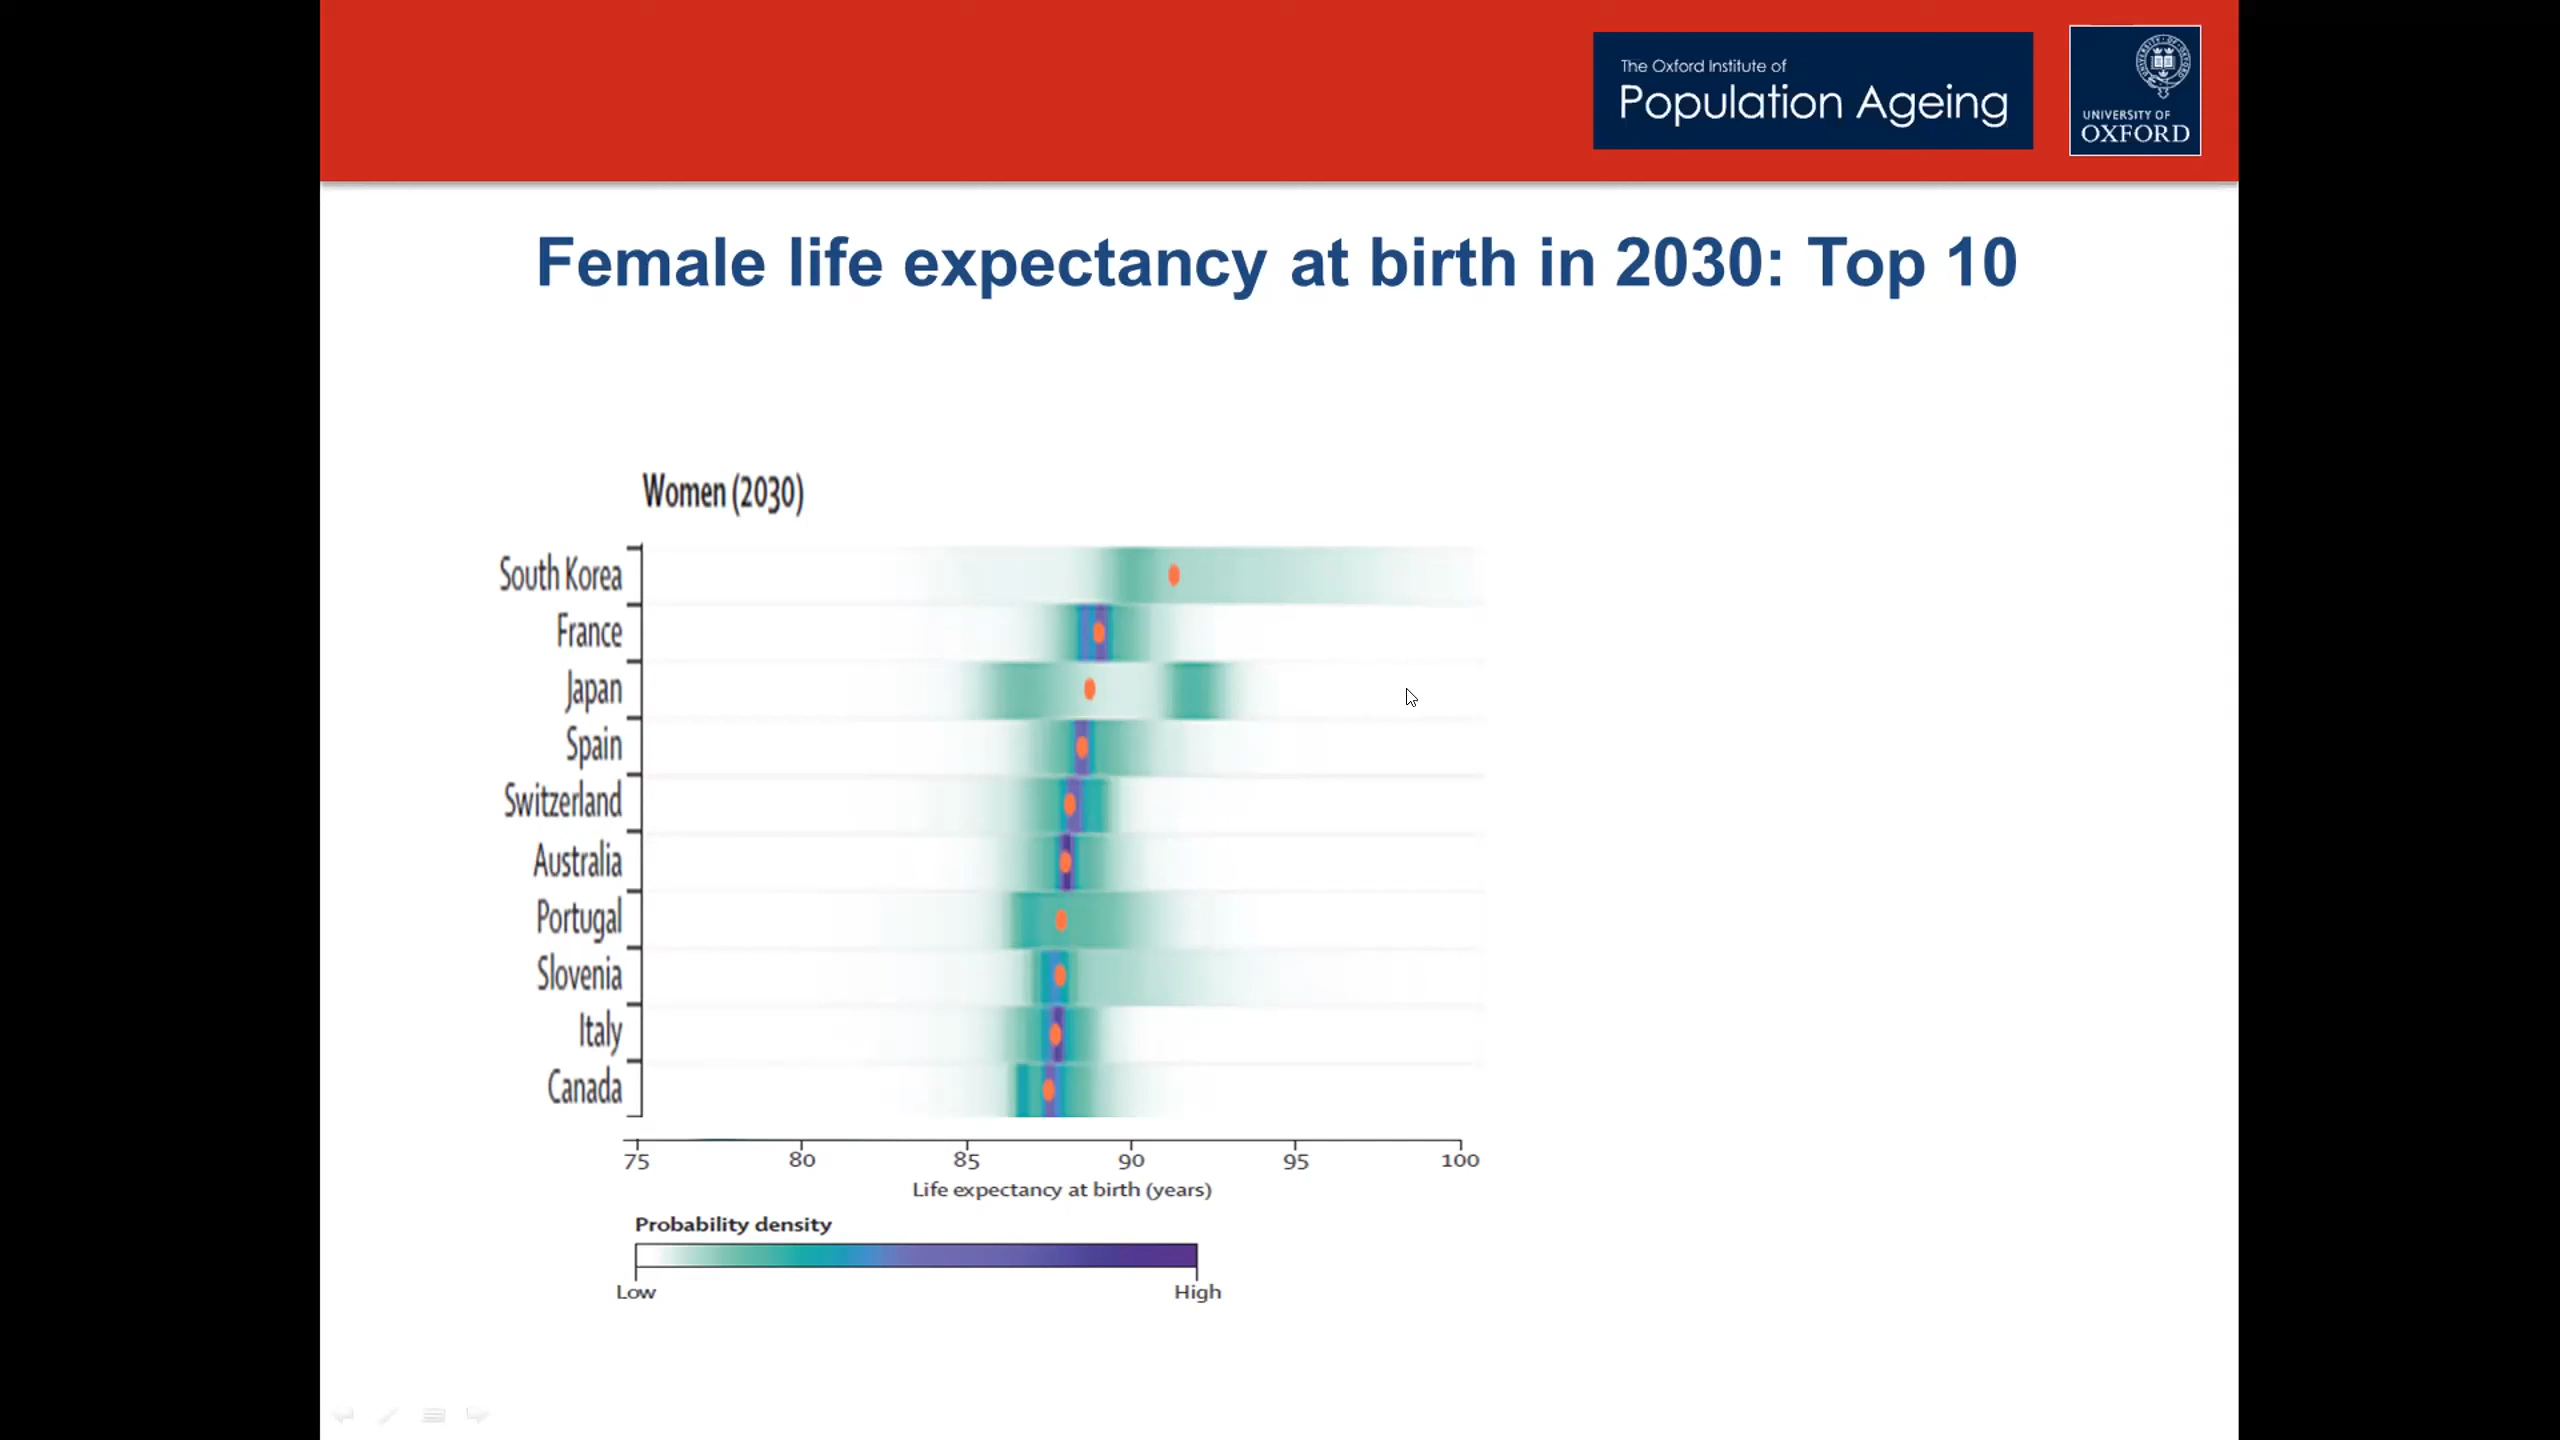 The Oxford Institute of
Population Ageing
UNIVERSITY OF
OXFORD
Female life expectancy at birth in 2030: Top 10
Women (2030)
South Korea
France
Japan
Spain
Switzerland
Australia
Portugal
Slovenia
Italy
Canada
75 80 85 90 95 100
Life expectancy at birth (years)
Probability density
Low High